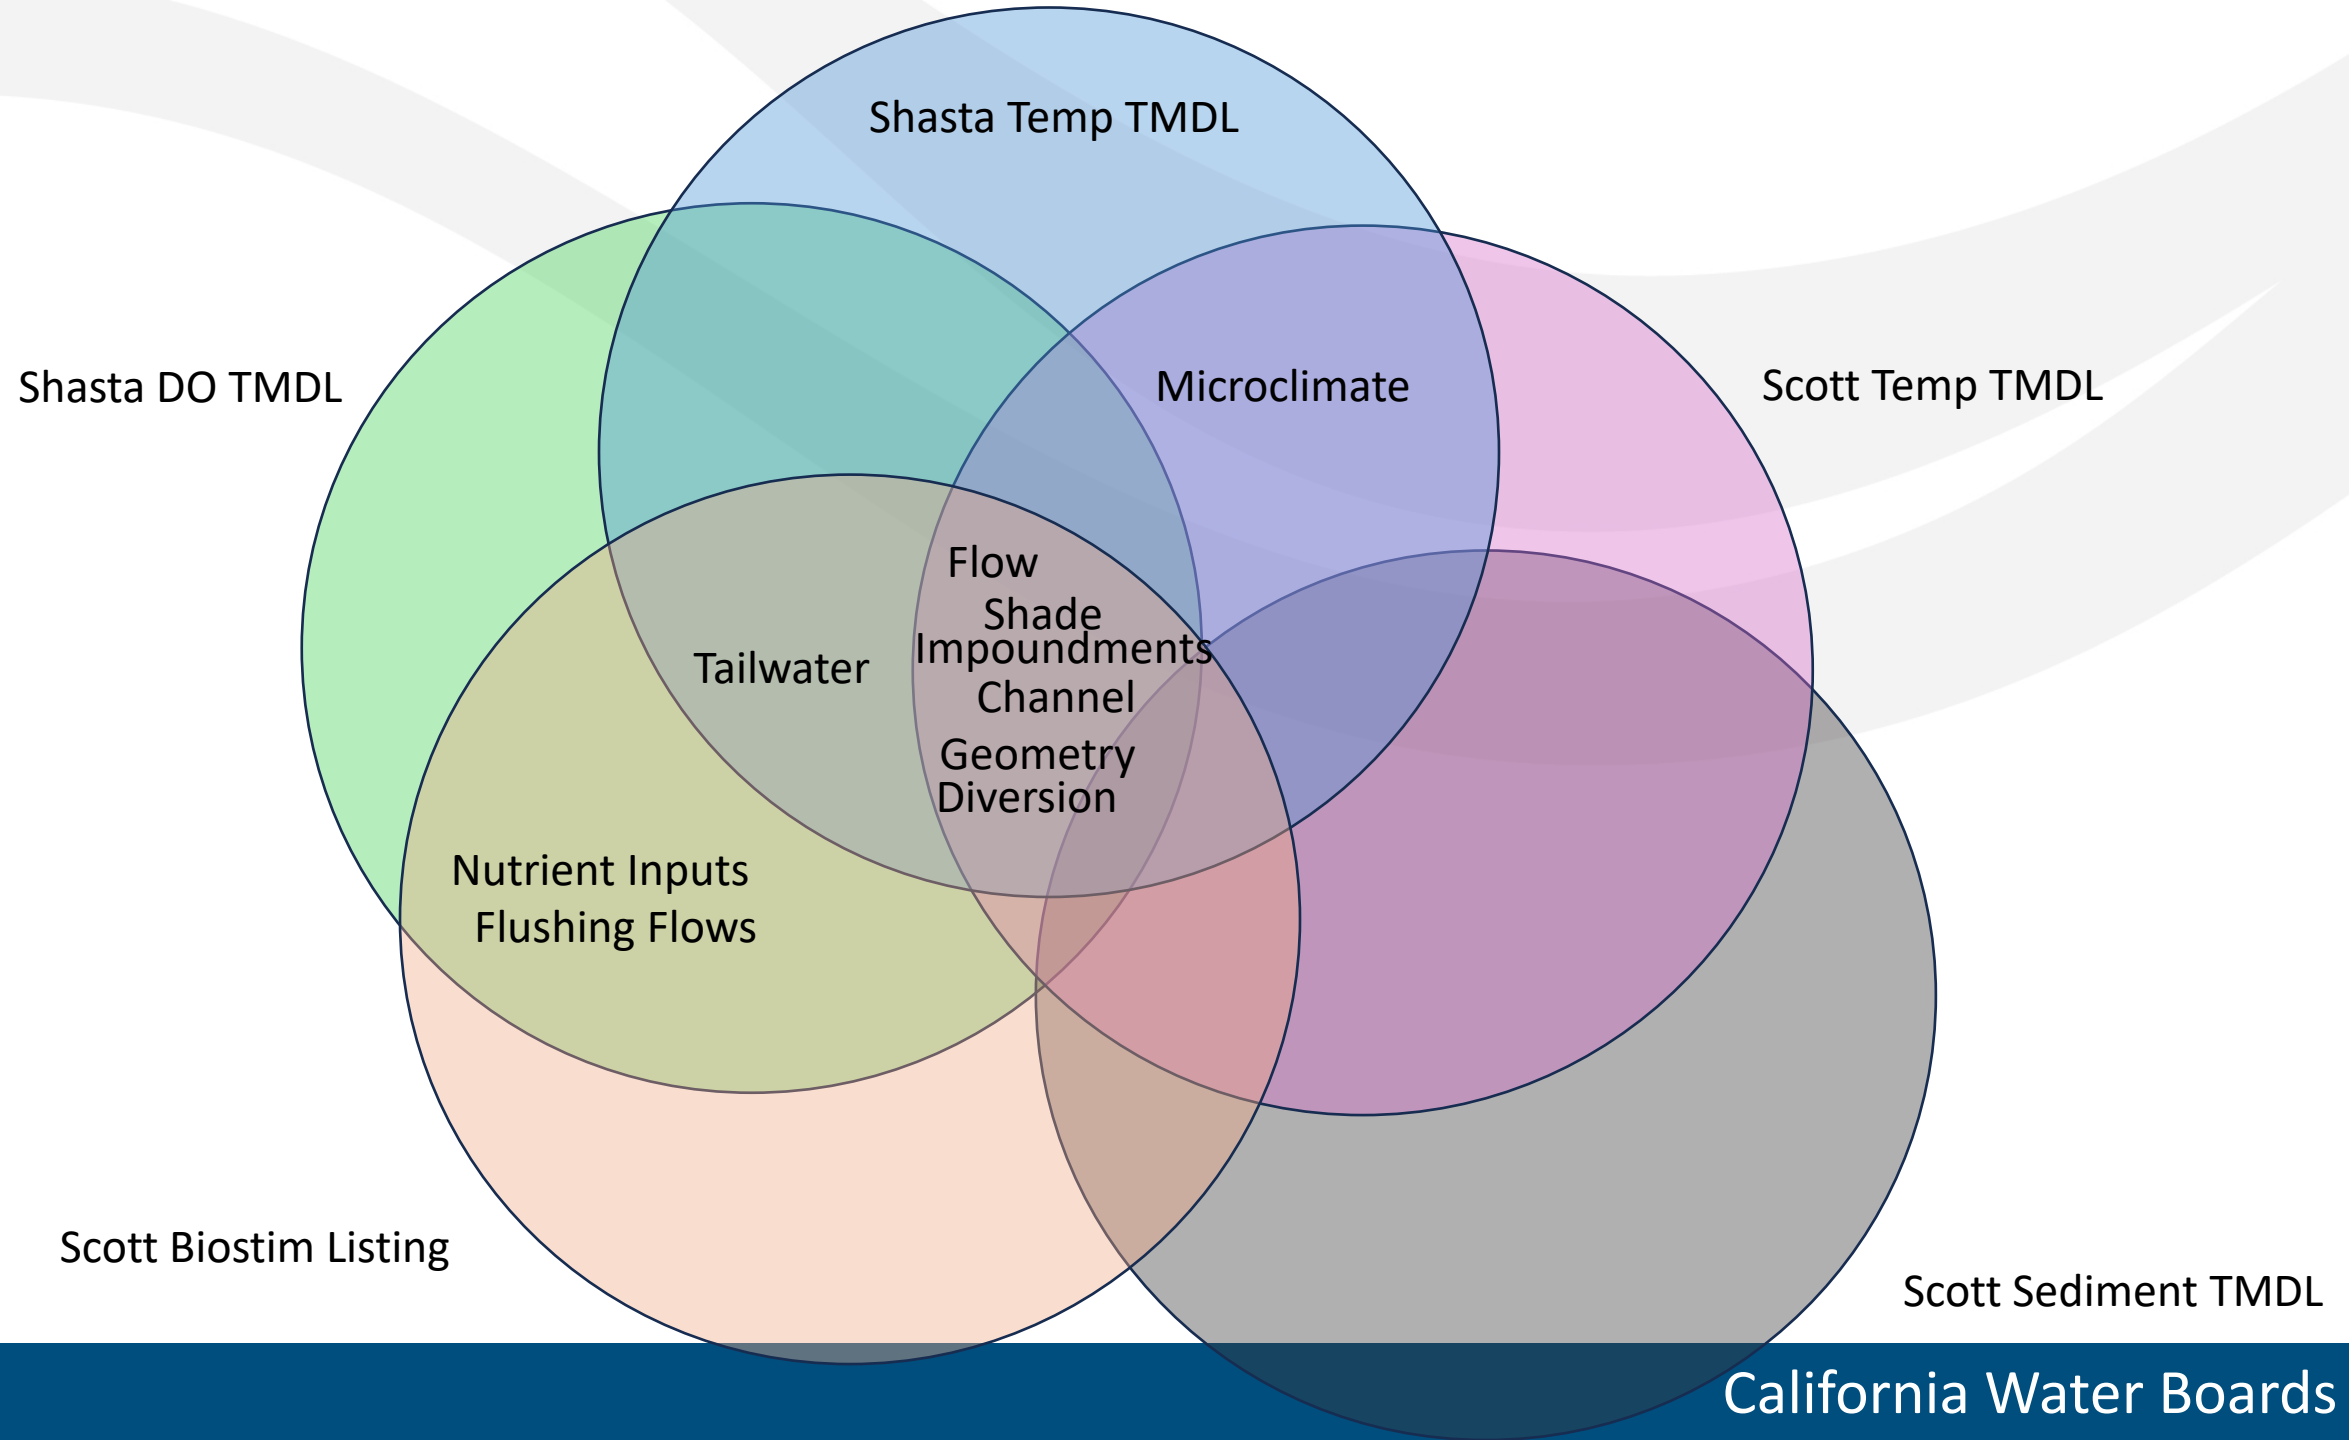 Shasta Temp TMDL
Shasta DO TMDL
Microclimate
Scott Temp TMDL
Flow
Shade
Impoundments
Tailwater
Channel
Geometry
Diversion
Nutrient Inputs
Flushing Flows
Scott Biostim Listing
Scott Sediment TMDL
California Water Boards